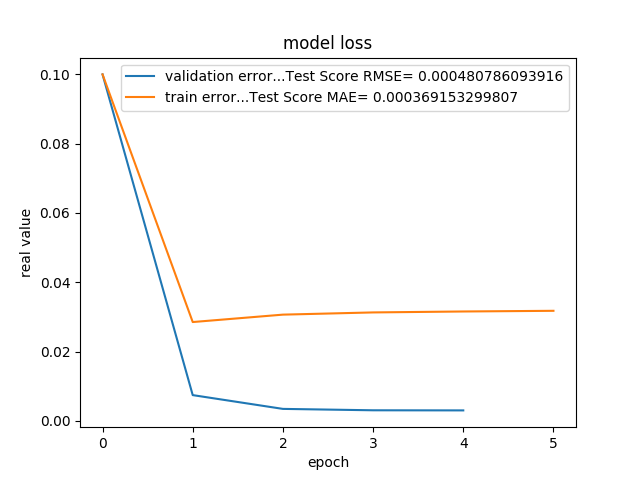 model loss
validation error...Test Score RMSE= 0.000480786093916
train error...Test Score MAE= 0.000369153299807
real value
0.10
0.08
0.06
0.04
0.02
0.00
0 1 2 3 4 5
epoch